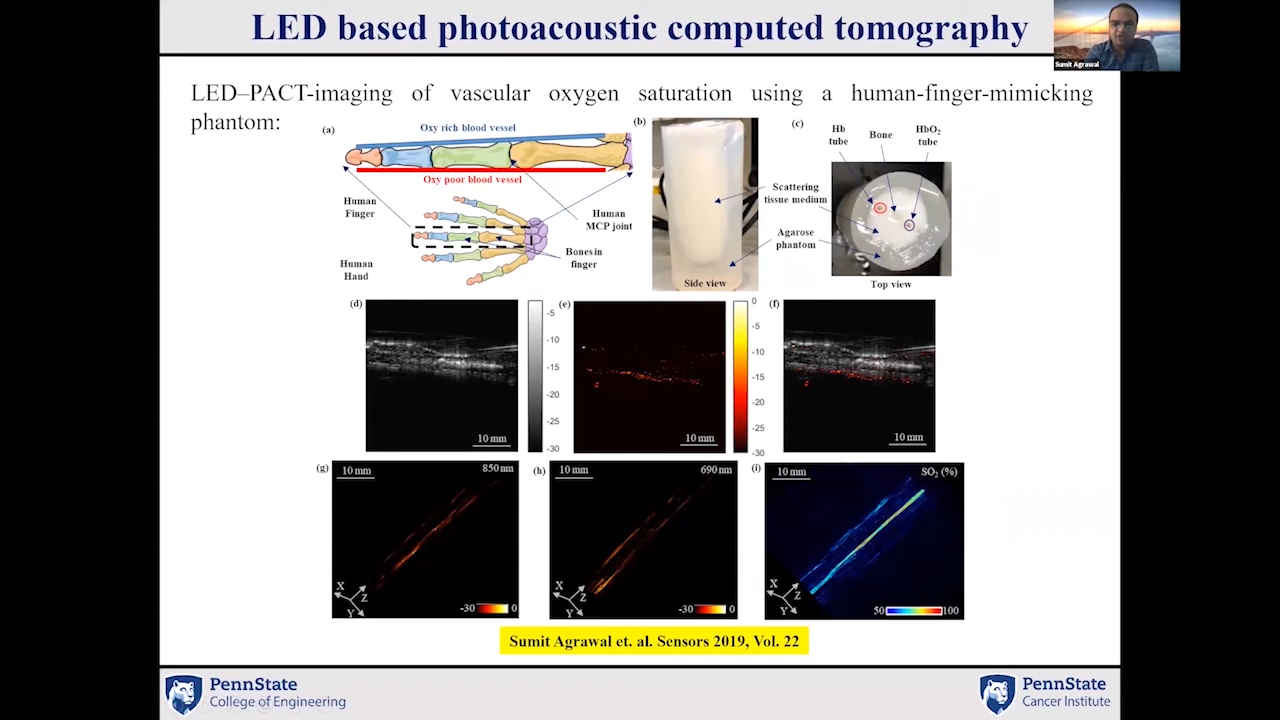 LED based photoacoustic computed tomography
Sumit Agrawal
LED–PACT-imaging of vascular oxygen saturation using a human-finger-mimicking
phantom:
(a)
Oxy rich blood vessel
Oxy poor blood vessel
Human
Finger
Human
MCP joint
Bones in
finger
Human
Hand
(b)
Side view
(c)
Hb
tube
Bone
HbO₂
tube
Scattering
tissue medium
Agarose
phantom
Top view
(d)
10 mm
-5
-10
-15
-20
-25
-30
(e)
10 mm
0
-5
-10
-15
-20
-25
-30
(f)
10 mm
(g)
10 mm
850 nm
X
Z
Y
-30
0
(h)
10 mm
690 nm
X
Z
Y
-30
0
(i)
10 mm
SO₂ (%)
X
Z
Y
50
100
Sumit Agrawal et. al. Sensors 2019, Vol. 22
PennState
College of Engineering
PennState
Cancer Institute